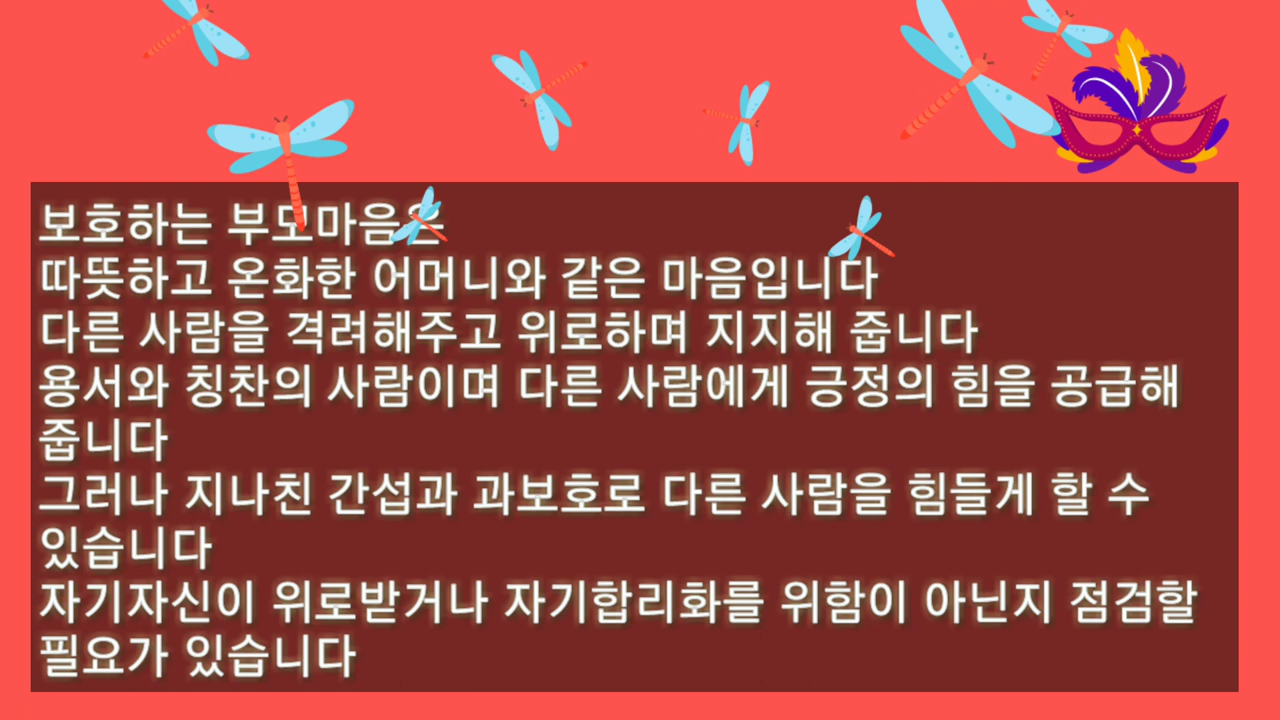 보호하는 부모마음은
따뜻하고 온화한 어머니와 같은 마음입니다
다른 사람을 격려해주고 위로하며 지지해 줍니다
용서와 칭찬의 사람이며 다른 사람에게 긍정의 힘을 공급해
줍니다
그러나 지나친 간섭과 과보호로 다른 사람을 힘들게 할 수
있습니다
자기자신이 위로받거나 자기합리화를 위함이 아닌지 점검할
필요가 있습니다